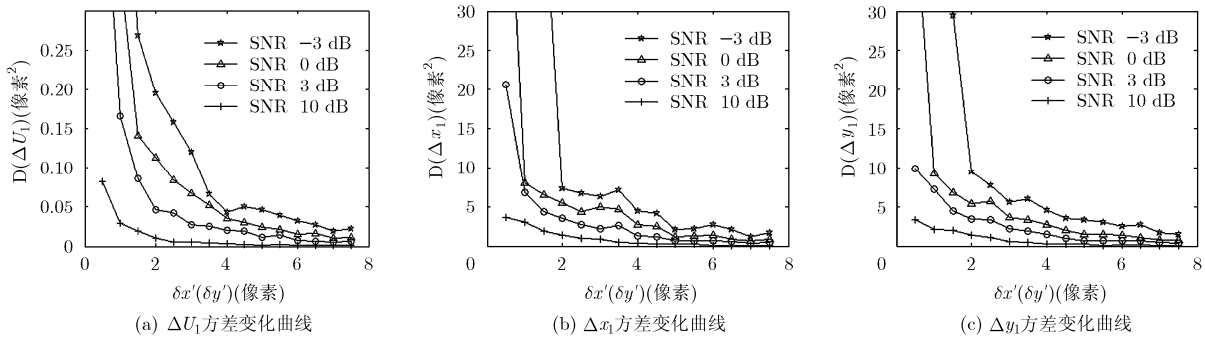 D(ΔU₁)(像素²)
0.25
0.20
0.15
0.10
0.05
0
0 2 4 6 8
SNR −3 dB
SNR 0 dB
SNR 3 dB
SNR 10 dB
δx′(δy′)(像素)
(a) ΔU₁方差变化曲线
D(Δx₁)(像素²)
30
25
20
15
10
5
0 2 4 6 8
SNR −3 dB
SNR 0 dB
SNR 3 dB
SNR 10 dB
δx′(δy′)(像素)
(b) Δx₁方差变化曲线
D(Δy₁)(像素²)
30
25
20
15
10
5
0 2 4 6 8
SNR −3 dB
SNR 0 dB
SNR 3 dB
SNR 10 dB
δx′(δy′)(像素)
(c) Δy₁方差变化曲线